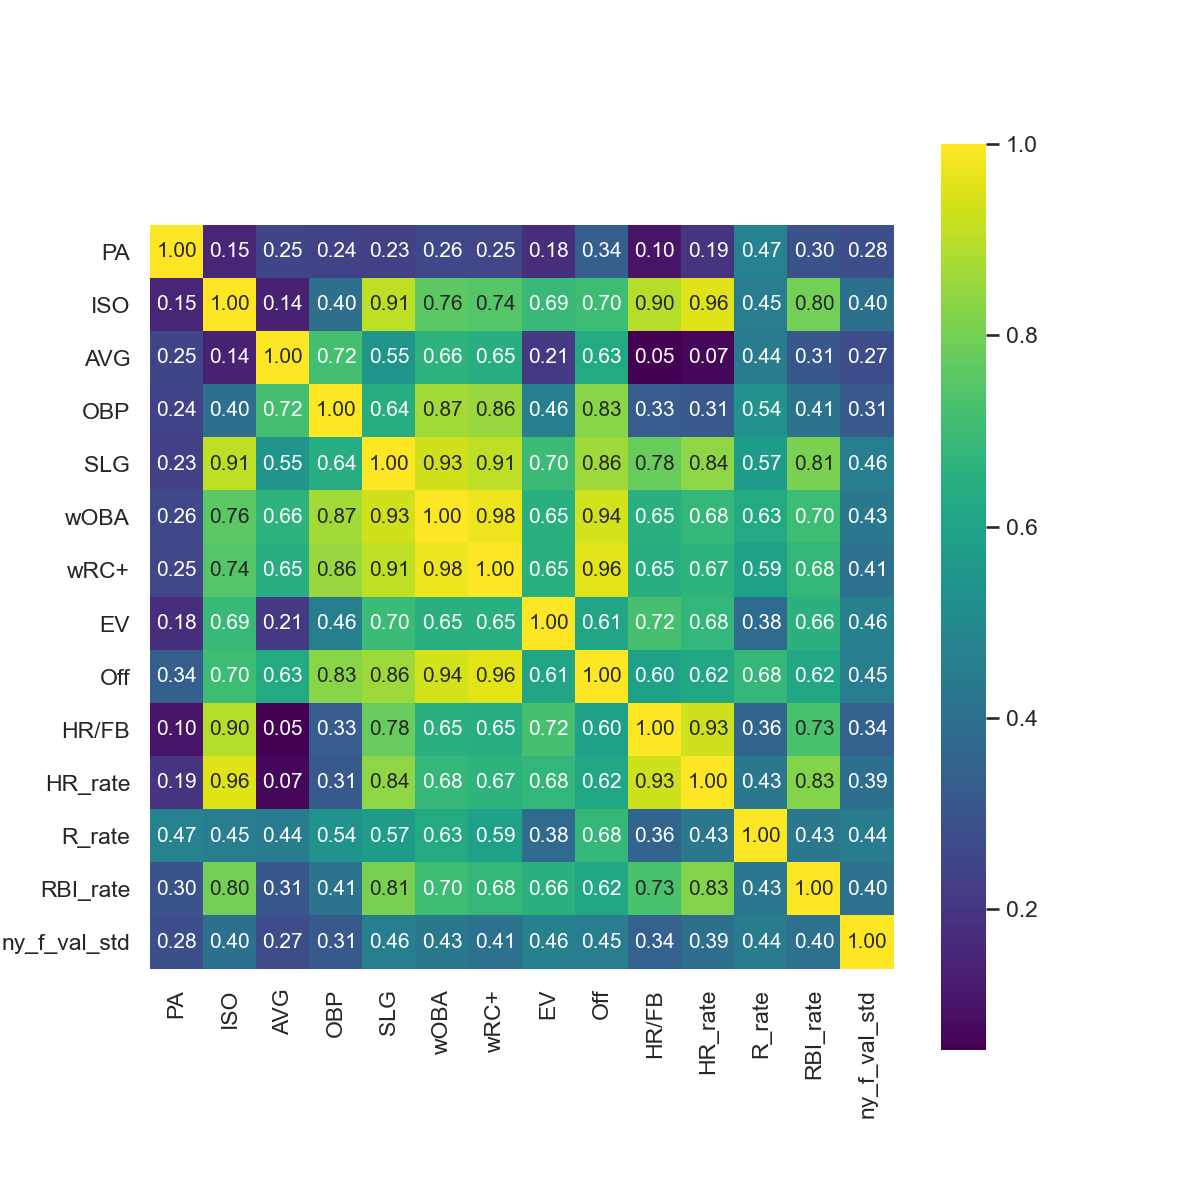 1.0
PA 1.00 0.15 0.25 0.24 0.23 0.26 0.25 0.18 0.34 0.10 0.19 0.47 0.30 0.28
ISO 0.15 1.00 0.14 0.40 0.91 0.76 0.74 0.69 0.70 0.90 0.96 0.45 0.80 0.40
0.8
AVG 0.25 0.14 1.00 0.72 0.55 0.66 0.65 0.21 0.63 0.05 0.07 0.44 0.31 0.27
OBP 0.24 0.40 0.72 1.00 0.64 0.87 0.86 0.46 0.83 0.33 0.31 0.54 0.41 0.31
SLG 0.23 0.91 0.55 0.64 1.00 0.93 0.91 0.70 0.86 0.78 0.84 0.57 0.81 0.46
wOBA 0.26 0.76 0.66 0.87 0.93 1.00 0.98 0.65 0.94 0.65 0.68 0.63 0.70 0.43
0.6
wRC+ 0.25 0.74 0.65 0.86 0.91 0.98 1.00 0.65 0.96 0.65 0.67 0.59 0.68 0.41
EV 0.18 0.69 0.21 0.46 0.70 0.65 0.65 1.00 0.61 0.72 0.68 0.38 0.66 0.46
Off 0.34 0.70 0.63 0.83 0.86 0.94 0.96 0.61 1.00 0.60 0.62 0.68 0.62 0.45
0.4
HR/FB 0.10 0.90 0.05 0.33 0.78 0.65 0.65 0.72 0.60 1.00 0.93 0.36 0.73 0.34
HR_rate 0.19 0.96 0.07 0.31 0.84 0.68 0.67 0.68 0.62 0.93 1.00 0.43 0.83 0.39
R_rate 0.47 0.45 0.44 0.54 0.57 0.63 0.59 0.38 0.68 0.36 0.43 1.00 0.43 0.44
RBI_rate 0.30 0.80 0.31 0.41 0.81 0.70 0.68 0.66 0.62 0.73 0.83 0.43 1.00 0.40
0.2
ny_f_val_std 0.28 0.40 0.27 0.31 0.46 0.43 0.41 0.46 0.45 0.34 0.39 0.44 0.40 1.00
PA ISO AVG OBP SLG wOBA wRC+ EV Off HR/FB HR_rate R_rate RBI_rate ny_f_val_std